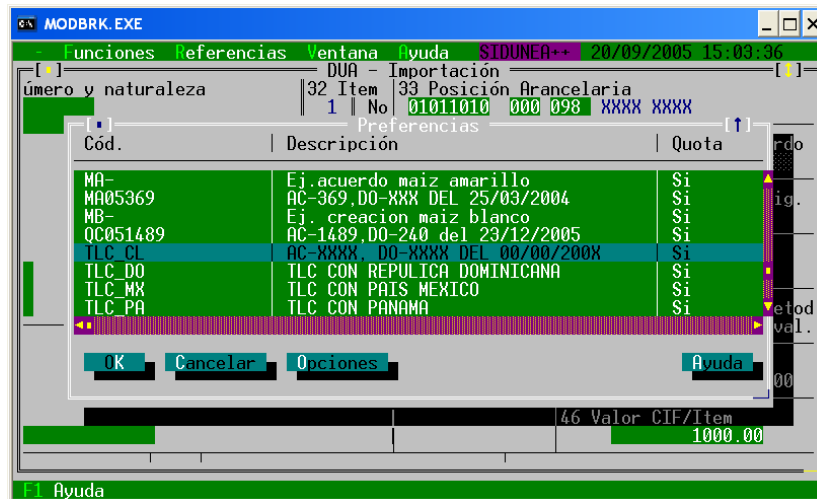 MODBRK.EXE
- Funciones Referencias Ventana Ayuda SIDUNEA++ 20/09/2005 15:03:36
DUA - Importación
úmero y naturaleza 32 Item 33 Posición Arancelaria
1 No 01011010 000 098 XXXX XXXX
Preferencias
Cód. Descripción Quota
MA- Ej.acuerdo maiz amarillo Si
MA05369 AC-369,DO-XXX DEL 25/03/2004 Si
MB- Ej. creacion maiz blanco Si
QC051489 AC-1489,DO-240 del 23/12/2005 Si
TLC_CL AC-XXXX, DO-XXXX DEL 00/00/200X Si
TLC_DO TLC CON REPULICA DOMINICANA Si
TLC_MX TLC CON PAIS MEXICO Si
TLC_PA TLC CON PANAMA Si
OK Cancelar Opciones Ayuda
rdo
ig.
etod
val.
00
46 Valor CIF/Item
1000.00
F1 Ayuda